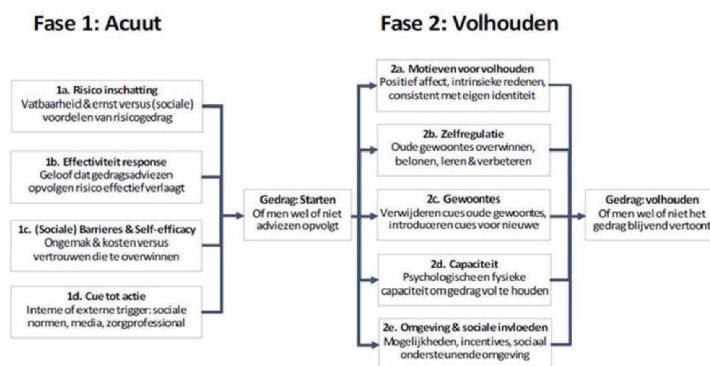 Fase 1: Acuut
1a. Risico inschatting
Vatbaarheid & ernst versus (sociale)
voordelen van risicogedrag
1b. Effectiviteit response
Geloof dat gedragsadviezen
opvolgen risico effectief verlaagt
1c. (Sociale) Barrieres & Self-efficacy
Ongemak & kosten versus
vertrouwen die te overwinnen
1d. Cue tot actie
Interne of externe trigger: sociale
normen, media, zorgprofessional
Gedrag: Starten
Of men wel of niet
adviezen opvolgt
Fase 2: Volhouden
2a. Motieven voor volhouden
Positief affect, intrinsieke redenen,
consistent met eigen identiteit
2b. Zelfregulatie
Oude gewoontes overwinnen,
belonen, leren & verbeteren
2c. Gewoontes
Verwijderen cues oude gewoontes,
introduceren cues voor nieuwe
2d. Capaciteit
Psychologische en fysieke
capaciteit om gedrag vol te houden
2e. Omgeving & sociale invloeden
Mogelijkheden, incentives, sociaal
ondersteunende omgeving
Gedrag: volhouden
Of men wel of niet het
gedrag blijvend vertoont